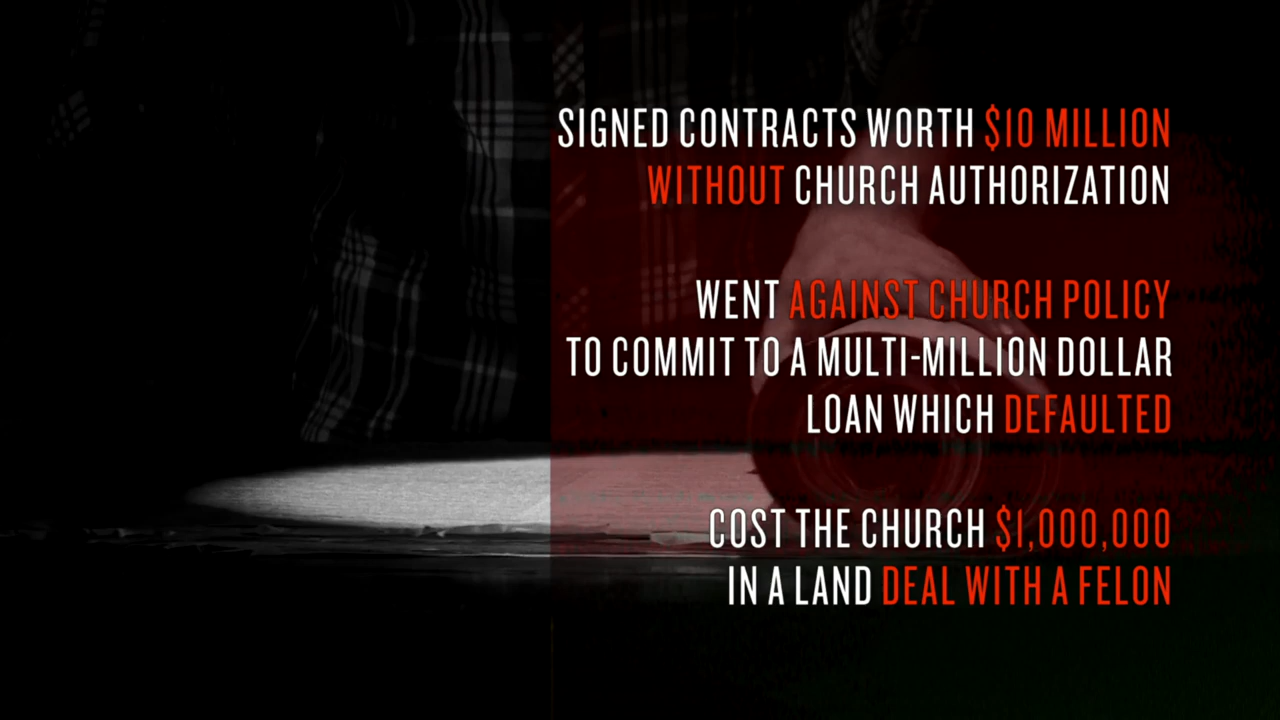 SIGNED CONTRACTS WORTH $10 MILLION
WITHOUT CHURCH AUTHORIZATION
WENT AGAINST CHURCH POLICY
TO COMMIT TO A MULTI-MILLION DOLLAR
LOAN WHICH DEFAULTED
COST THE CHURCH $1,000,000
IN A LAND DEAL WITH A FELON